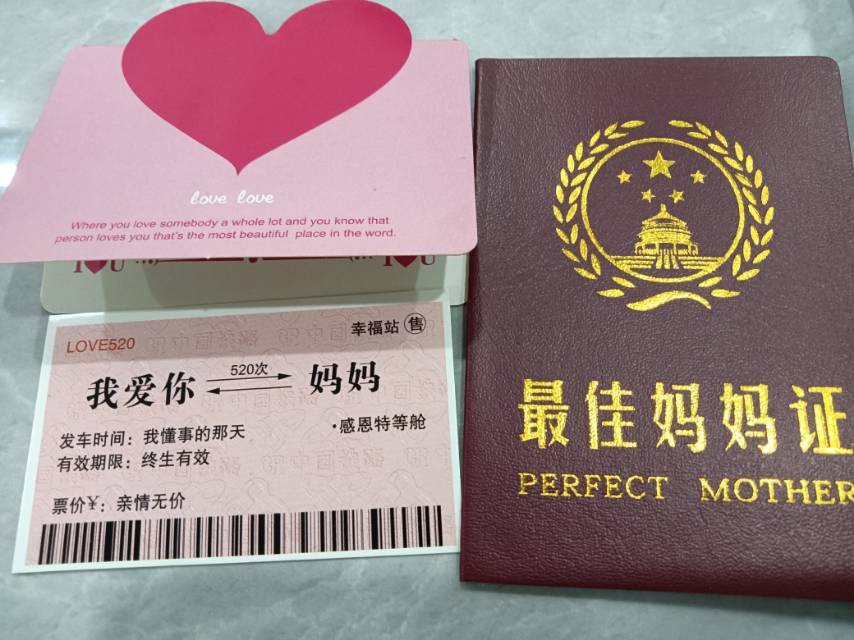 love love
Where you love somebody a whole lot and you know that
person loves you that's the most beautiful place in the word.
I U
I U
LOVE520
幸福站 售
我爱你 520次 妈妈
发车时间：我懂事的那天
·感恩特等舱
有效期限：终生有效
票价￥：亲情无价
最佳妈妈证
PERFECT MOTHER